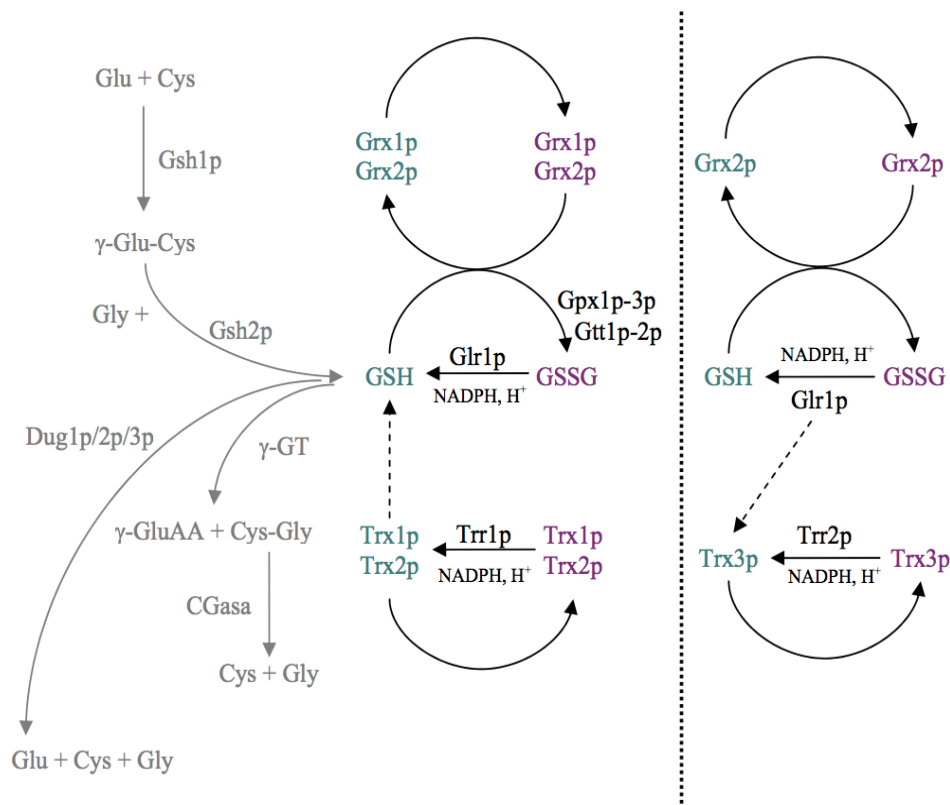 Glu + Cys
Gsh1p
γ-Glu-Cys
Gly +
Gsh2p
Dug1p/2p/3p
γ-GT
γ-GluAA + Cys-Gly
CGasa
Cys + Gly
Glu + Cys + Gly
Grx1p
Grx2p
Grx1p
Grx2p
Gpx1p-3p
Gtt1p-2p
GSH
Glr1p
NADPH, H⁺
GSSG
Trx1p
Trx2p
Trr1p
NADPH, H⁺
Trx1p
Trx2p
Grx2p
Grx2p
GSH
NADPH, H⁺
Glr1p
GSSG
Trx3p
Trr2p
NADPH, H⁺
Trx3p